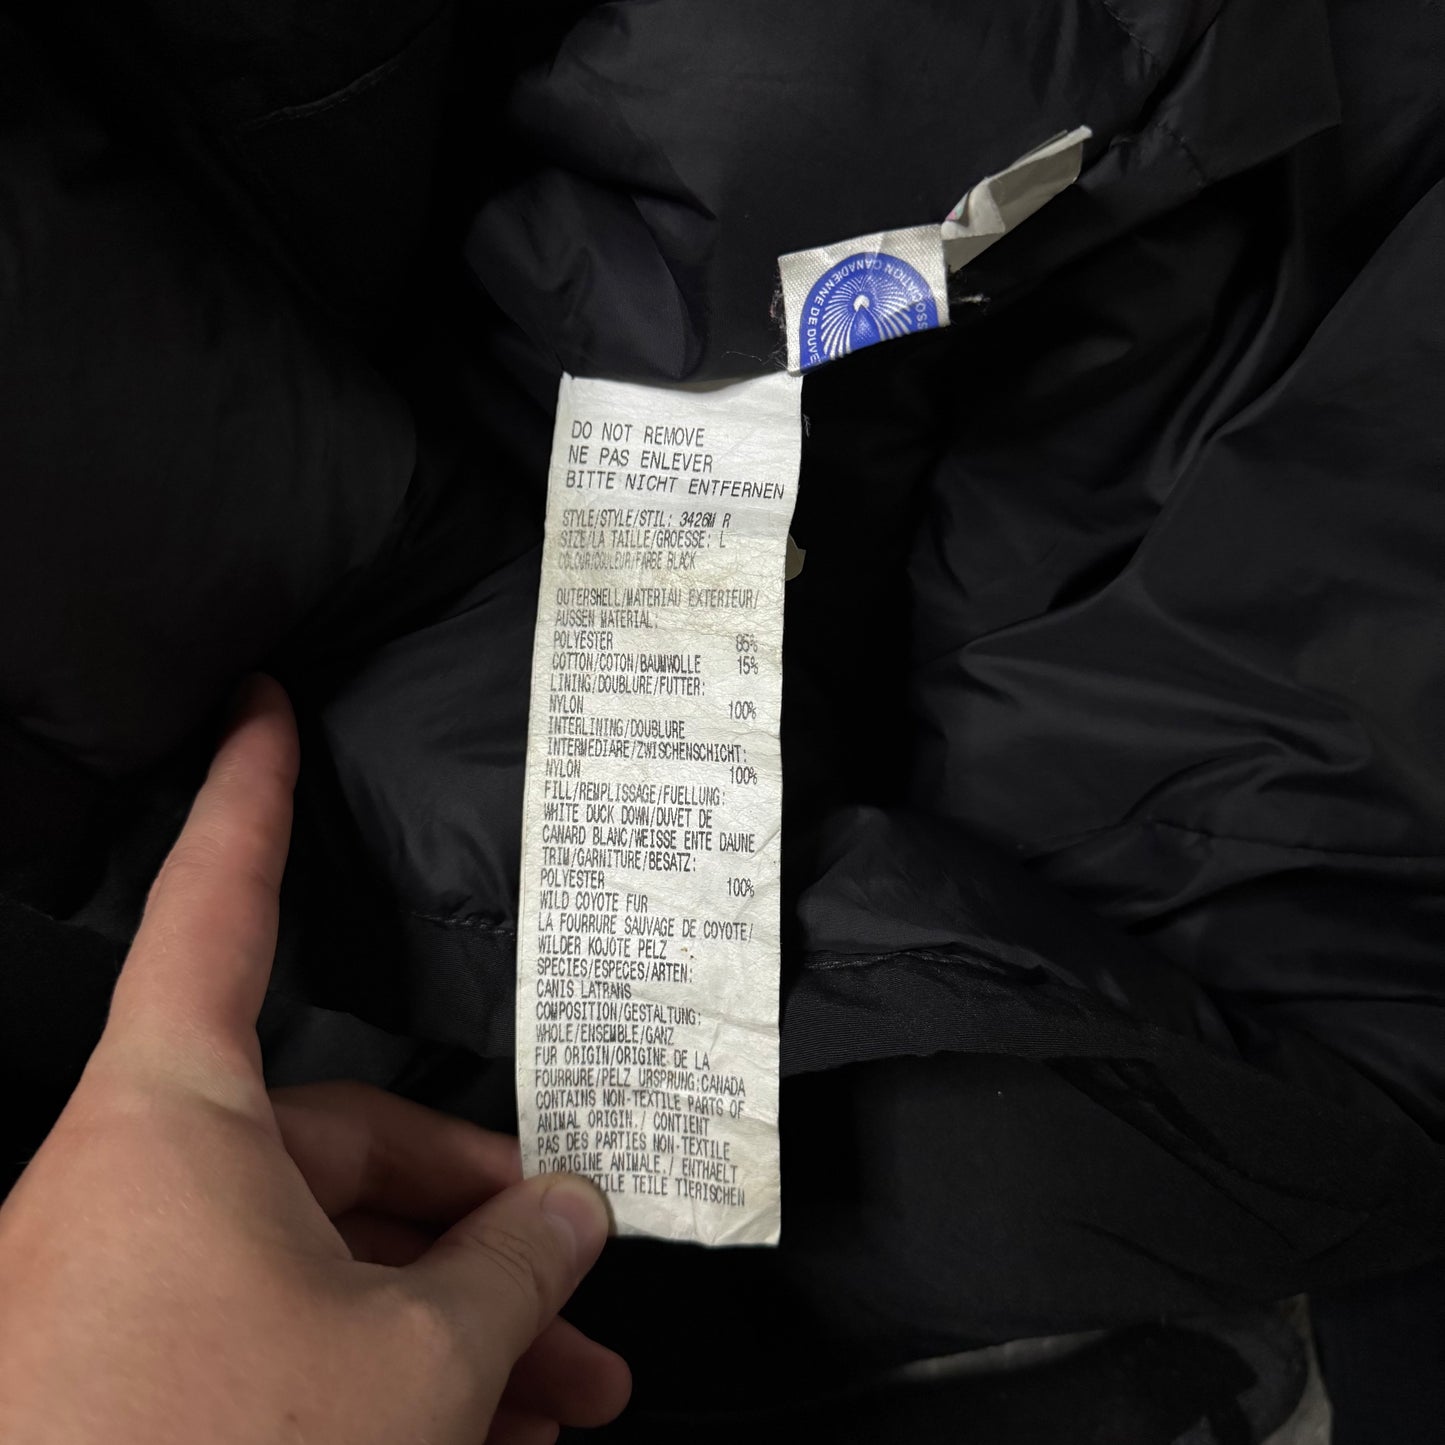 CIATION CANADIENNE DE DUVET
DO NOT REMOVE
NE PAS ENLEVER
BITTE NICHT ENTFERNEN
STYLE/STYLE/STIL: 3426M R
SIZE/LA TAILLE/GROESSE: L
COLOUR/COULEUR/FARBE BLACK
OUTERSHELL/MATERIAU EXTERIEUR/
AUSSEN MATERIAL:
POLYESTER 85%
COTTON/COTON/BAUMWOLLE 15%
LINING/DOUBLURE/FUTTER:
NYLON 100%
INTERLINING/DOUBLURE
INTERMEDIARE/ZWISCHENSCHICHT:
NYLON 100%
FILL/REMPLISSAGE/FUELLUNG:
WHITE DUCK DOWN/DUVET DE
CANARD BLANC/WEISSE ENTE DAUNE
TRIM/GARNITURE/BESATZ:
POLYESTER 100%
WILD COYOTE FUR
LA FOURRURE SAUVAGE DE COYOTE/
WILDER KOJOTE PELZ
SPECIES/ESPECES/ARTEN:
CANIS LATRANS
COMPOSITION/GESTALTUNG:
WHOLE/ENSEMBLE/GANZ
FUR ORIGIN/ORIGINE DE LA
FOURRURE/PELZ URSPRUNG:CANADA
CONTAINS NON-TEXTILE PARTS OF
ANIMAL ORIGIN./ CONTIENT
PAS DES PARTIES NON-TEXTILE
D'ORIGINE ANIMALE./ ENTHAELT
TEILE TIERISCHEN